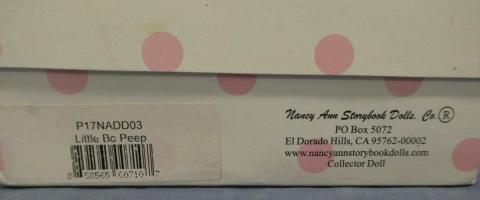 P17NADD03
Little Bo Peep
Nancy Ann Storybook Dolls. Co.®
PO Box 5072
El Dorado Hills, CA 95762-00002
www.nancyannstorybookdolls.com
Collector Doll